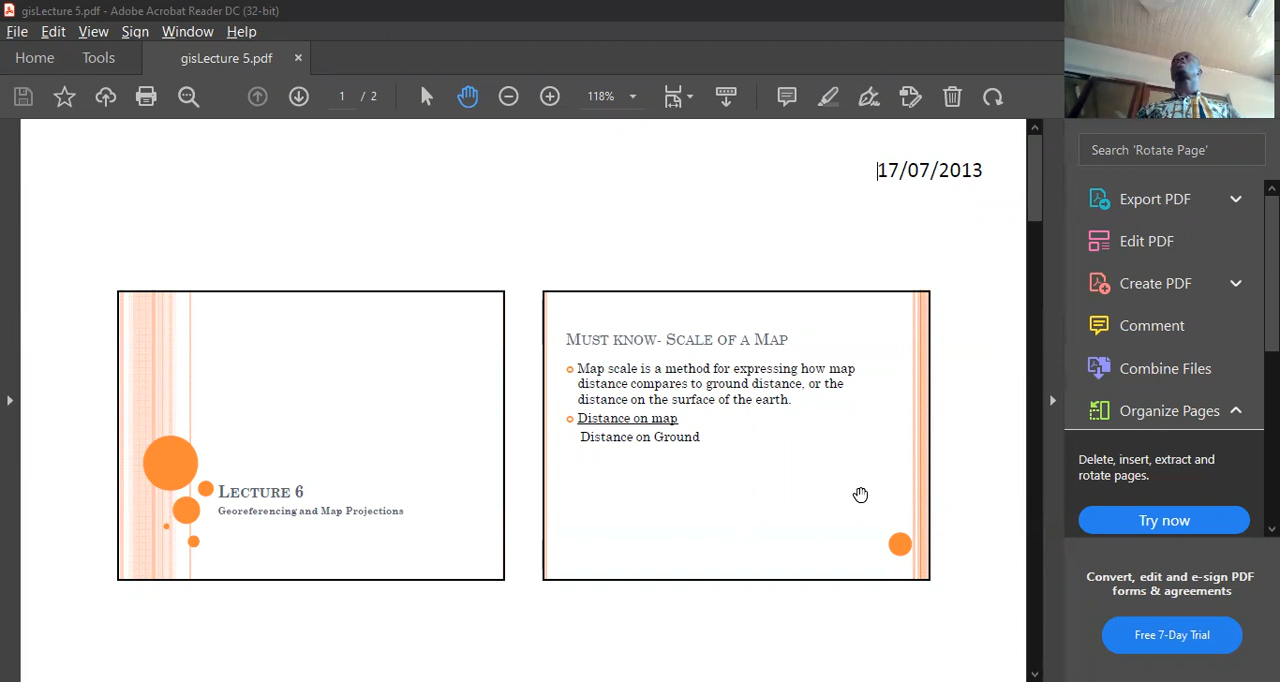 gisLecture 5.pdf - Adobe Acrobat Reader DC (32-bit)
File Edit View Sign Window Help
Home Tools gisLecture 5.pdf ×
1 / 2 118%
Search 'Rotate Page'
17/07/2013
LECTURE 6
Georeferencing and Map Projections
MUST KNOW- SCALE OF A MAP
Map scale is a method for expressing how map
distance compares to ground distance, or the
distance on the surface of the earth.
Distance on map
Distance on Ground
Export PDF
Edit PDF
Create PDF
Comment
Combine Files
Organize Pages
Delete, insert, extract and
rotate pages.
Try now
Convert, edit and e-sign PDF
forms & agreements
Free 7-Day Trial